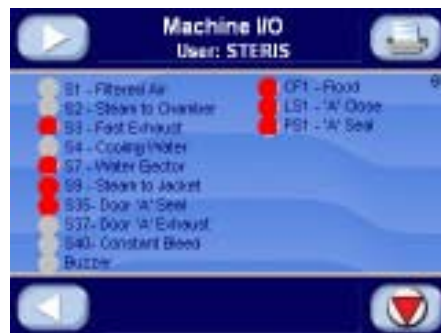 Machine I/O
User: STERIS
S1 - Filtered Air
S2 - Steam to Chamber
S3 - Fast Exhaust
S4 - Cooling Water
S7 - Water Ejector
S9 - Steam to Jacket
S35- Door 'A' Seal
S37- Door 'A' Exhaust
S40- Constant Bleed
Buzzer
OF1 - Flood
LS1 - 'A' Close
PS1 - 'A' Seal